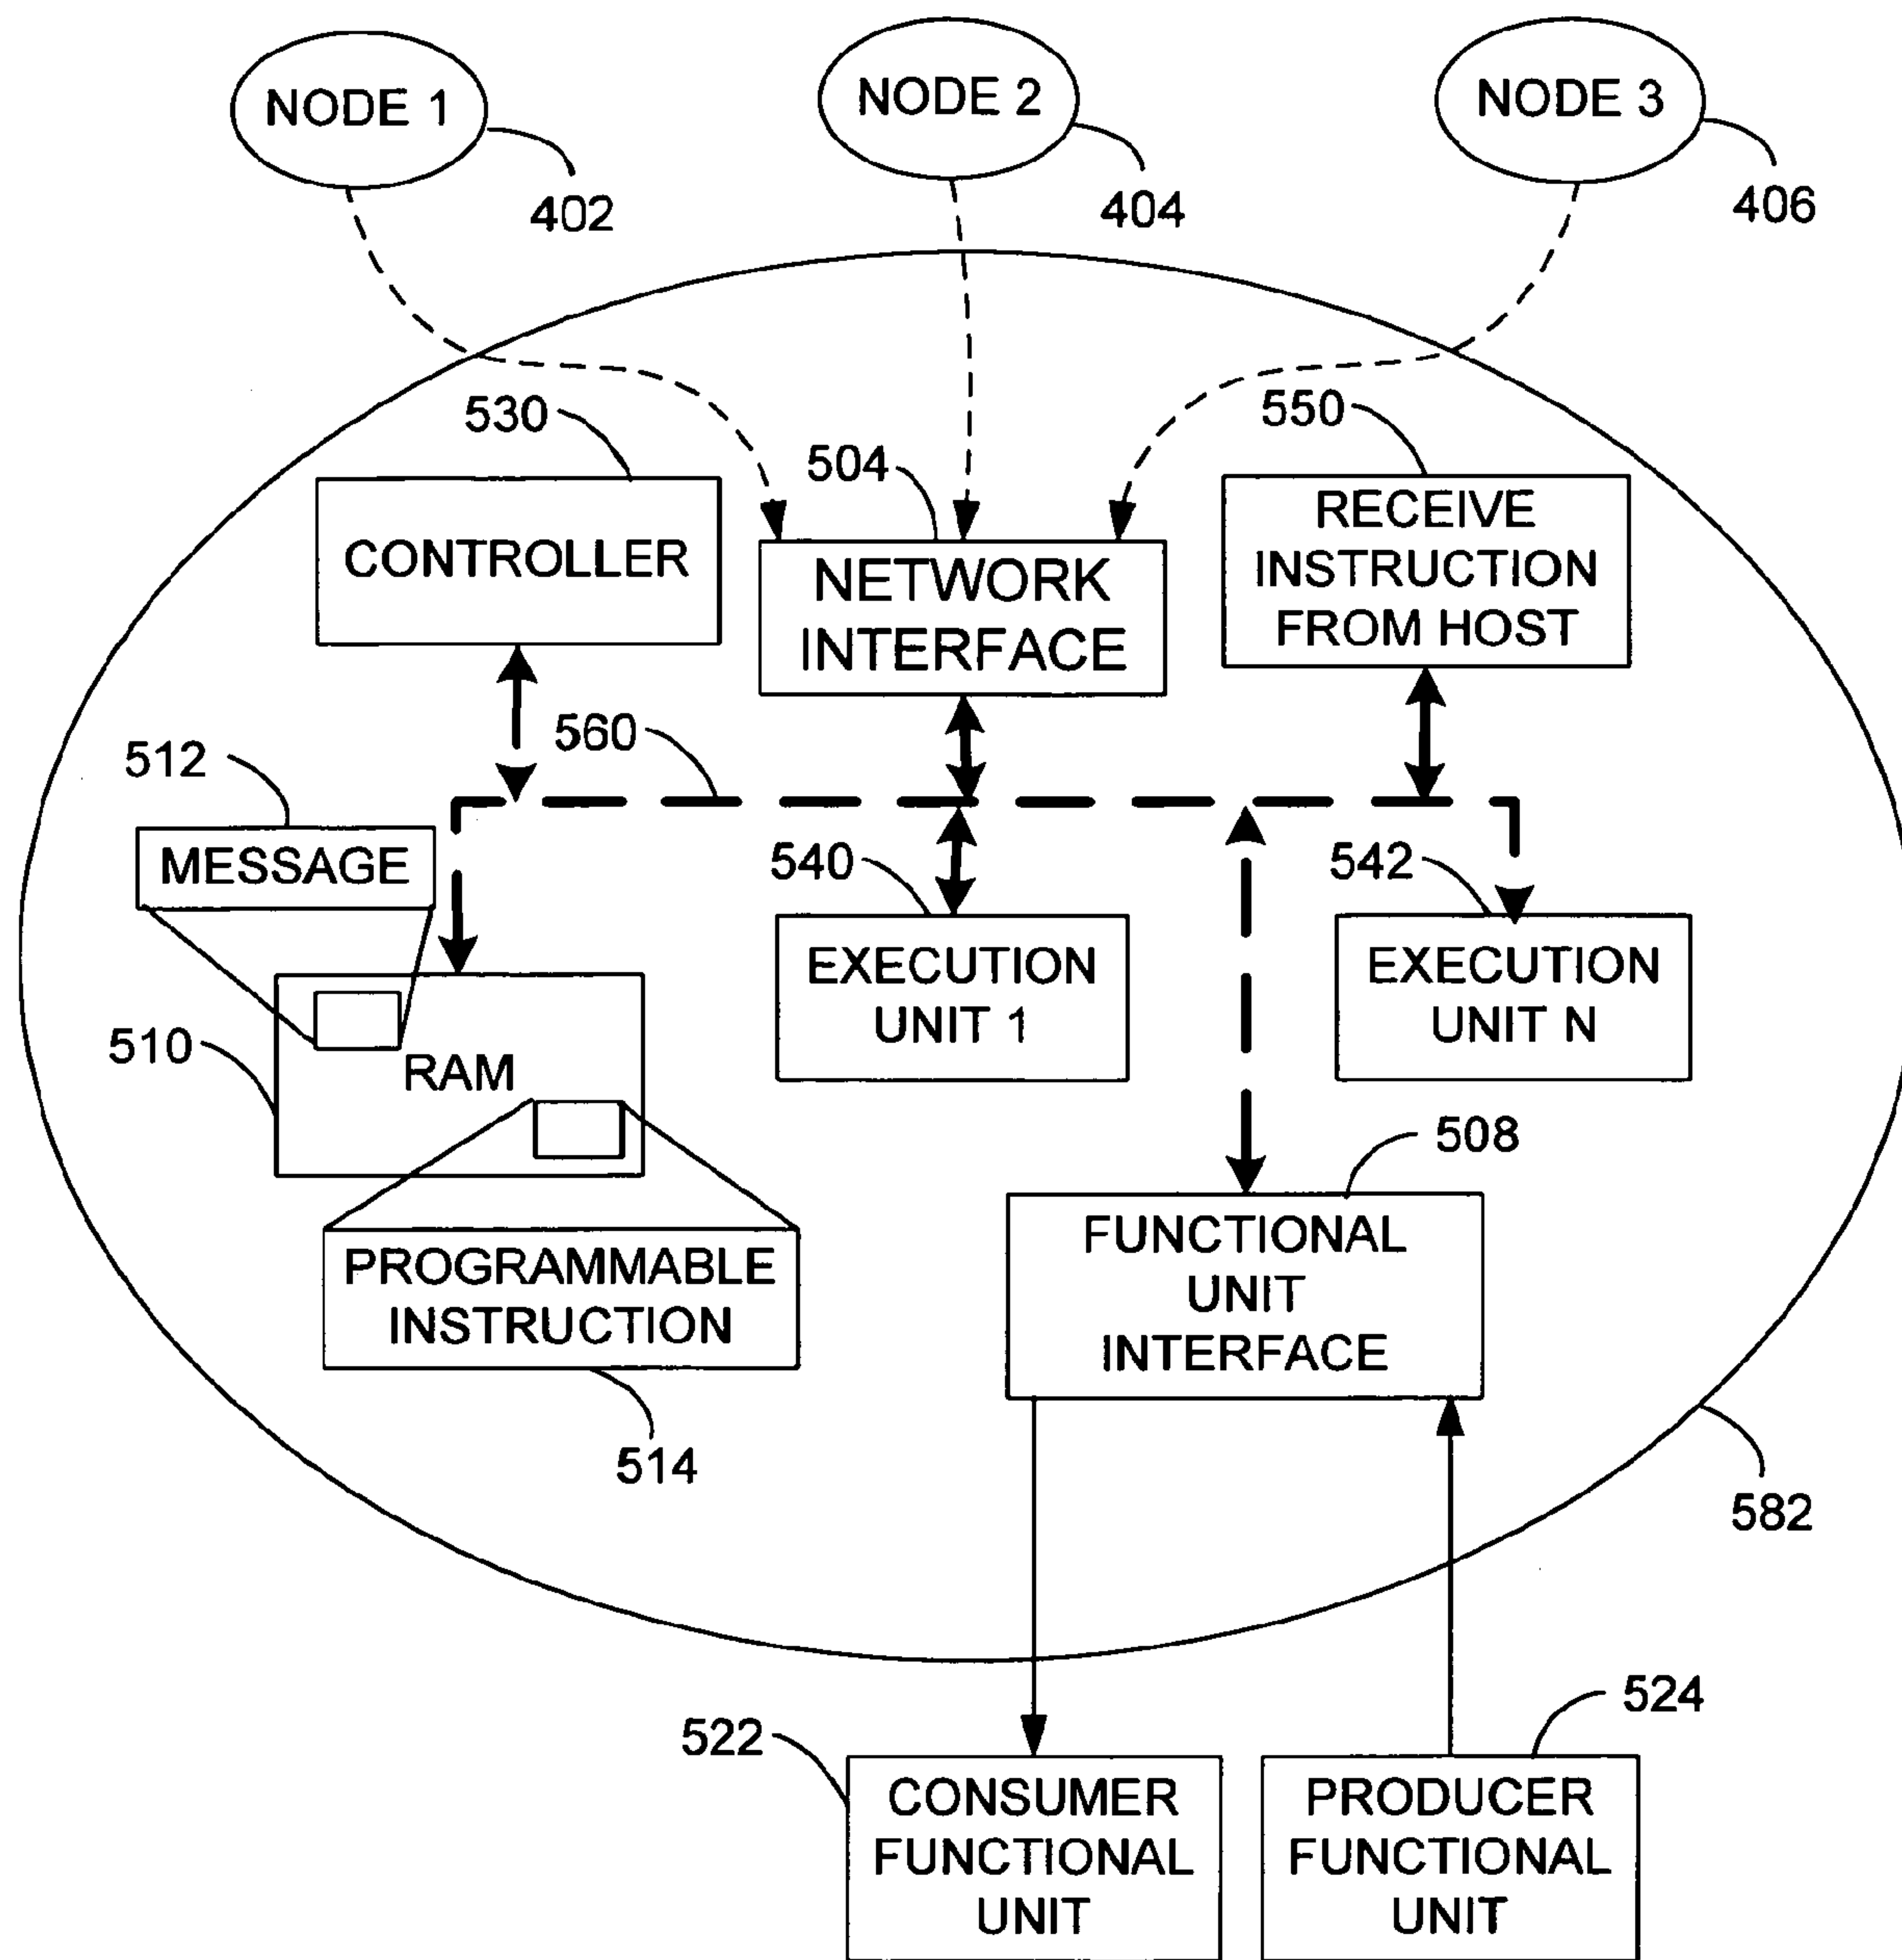 NODE 1
NODE 2
NODE 3
402
404
406
530
550
504
CONTROLLER
NETWORK
INTERFACE
RECEIVE
INSTRUCTION
FROM HOST
560
512
MESSAGE
540
542
EXECUTION
UNIT 1
EXECUTION
UNIT N
510
RAM
508
PROGRAMMABLE
INSTRUCTION
FUNCTIONAL
UNIT
INTERFACE
514
582
522
524
CONSUMER
FUNCTIONAL
UNIT
PRODUCER
FUNCTIONAL
UNIT